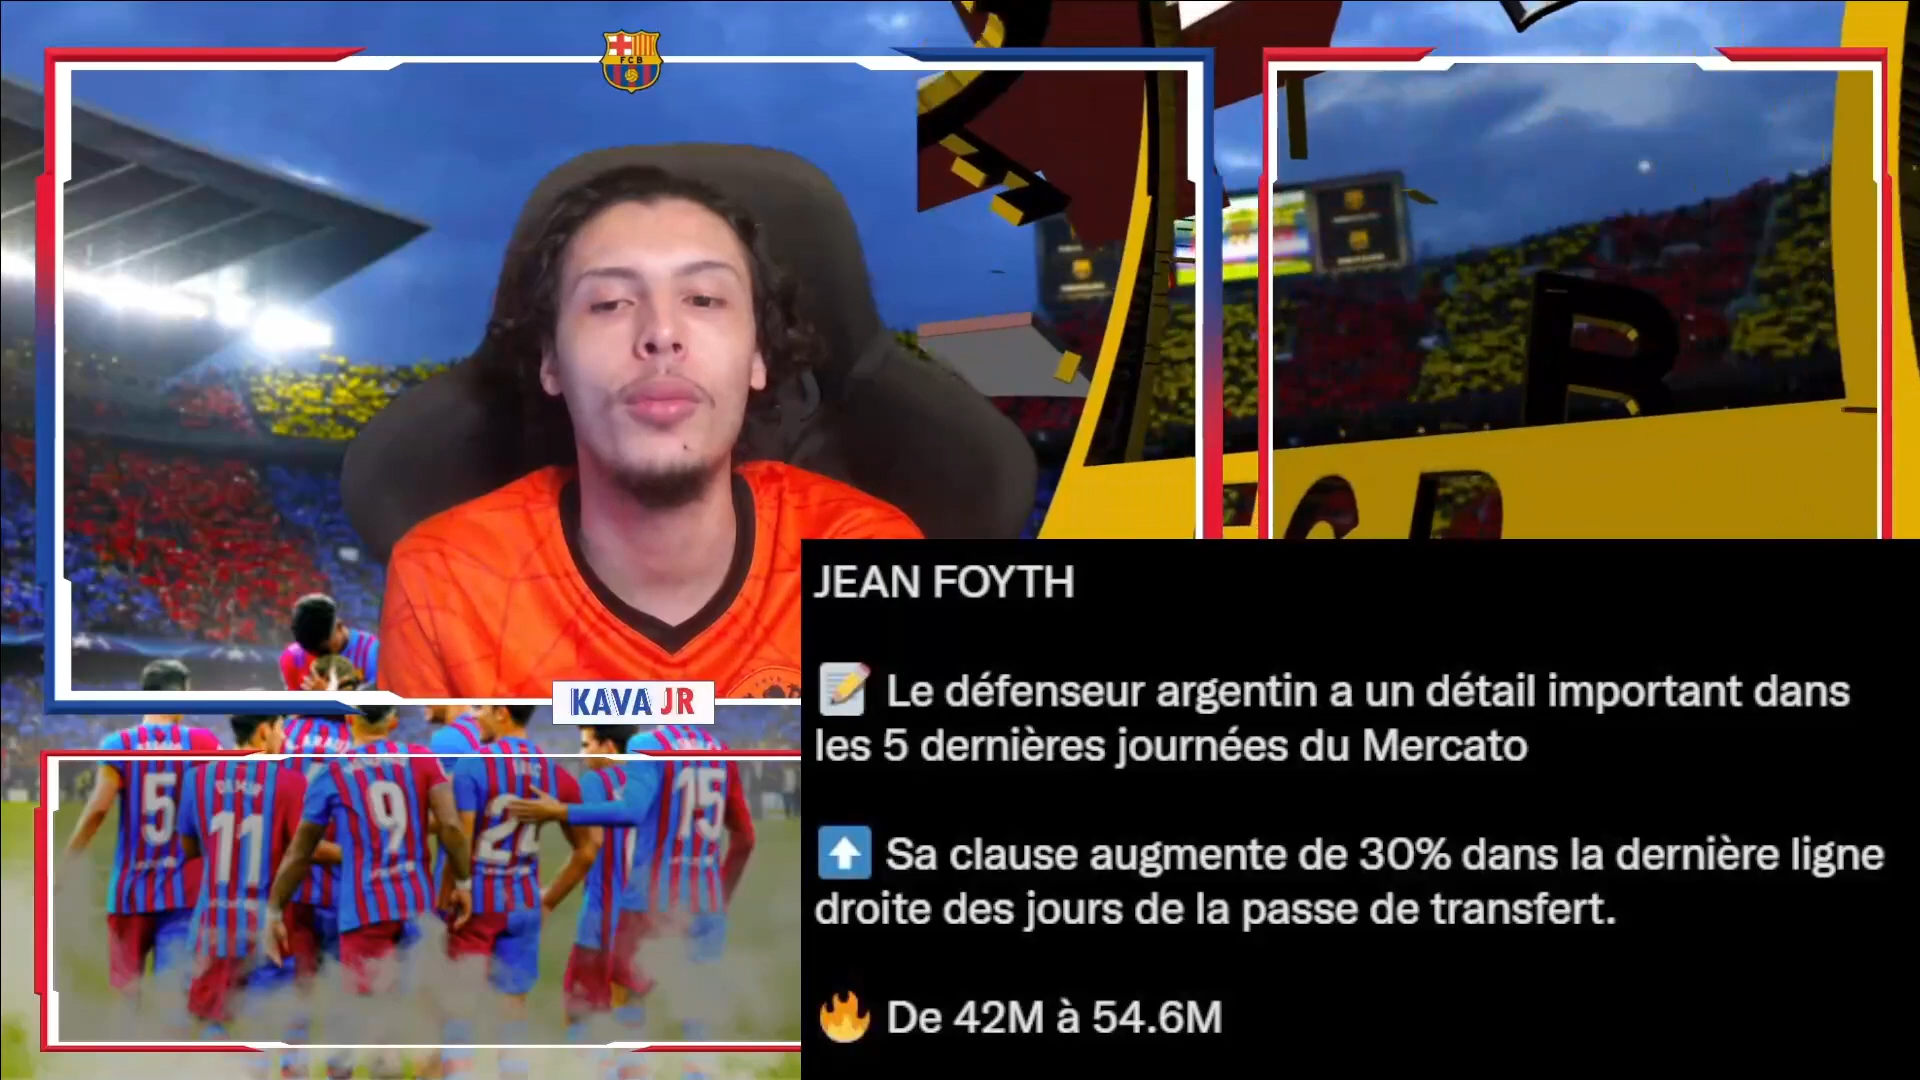 FCB
KAVA JR
5
11
9
15
JEAN FOYTH
📝 Le défenseur argentin a un détail important dans
les 5 dernières journées du Mercato
⬆️ Sa clause augmente de 30% dans la dernière ligne
droite des jours de la passe de transfert.
🔥 De 42M à 54.6M